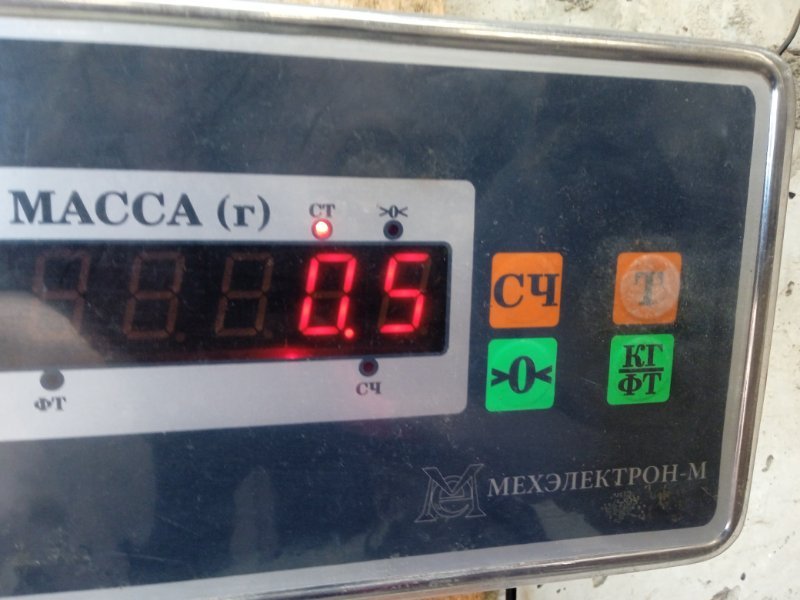 МАССА (г)
СТ >0<
0.5
ФТ СЧ
СЧ Т
>0< КГ/ФТ
МЕХЭЛЕКТРОН-М